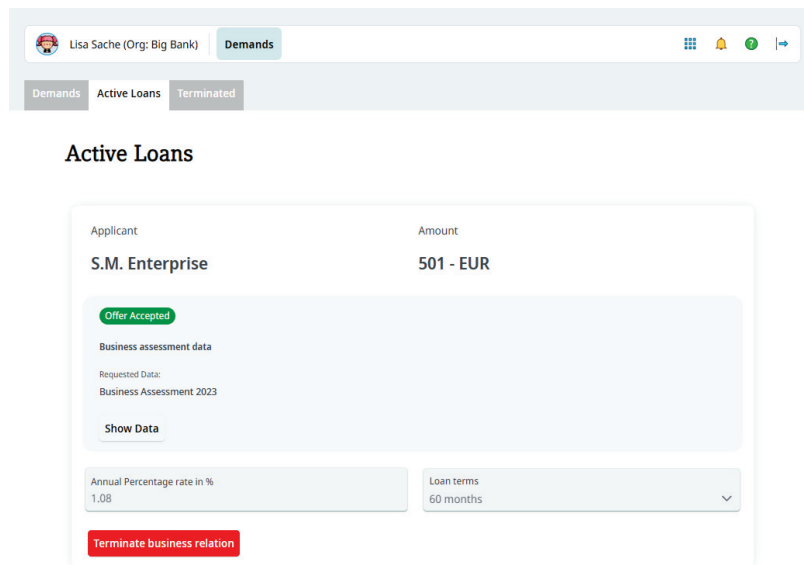 Lisa Sache (Org: Big Bank) Demands ?
Demands Active Loans Terminated
Active Loans
Applicant Amount
S.M. Enterprise 501 - EUR
Offer Accepted
Business assessment data
Requested Data:
Business Assessment 2023
Show Data
Annual Percentage rate in % Loan terms
1.08 60 months
Terminate business relation